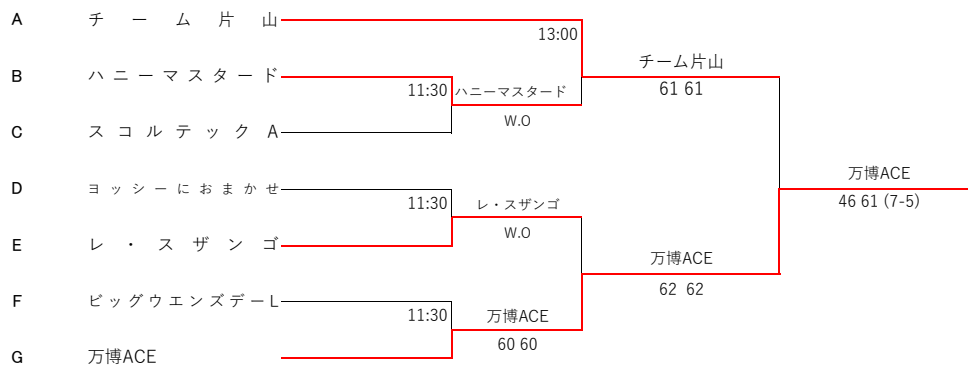 A チーム片山
13:00
チーム片山
B ハニーマスタード
11:30
ハニーマスタード
61 61
W.O
C スコルテックA
万博ACE
D ヨッシーにおまかせ
46 61 (7-5)
11:30
レ・スザンゴ
W.O
E レ・スザンゴ
万博ACE
62 62
F ビッグウエンズデーL
11:30
万博ACE
60 60
G 万博ACE